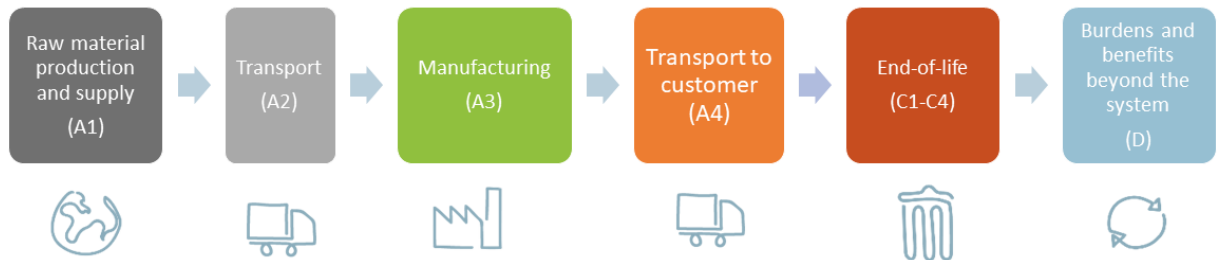 Raw material
production
and supply
(A1)
Transport
(A2)
Manufacturing
(A3)
Transport to
customer
(A4)
End-of-life
(C1-C4)
Burdens and
benefits
beyond the
system
(D)